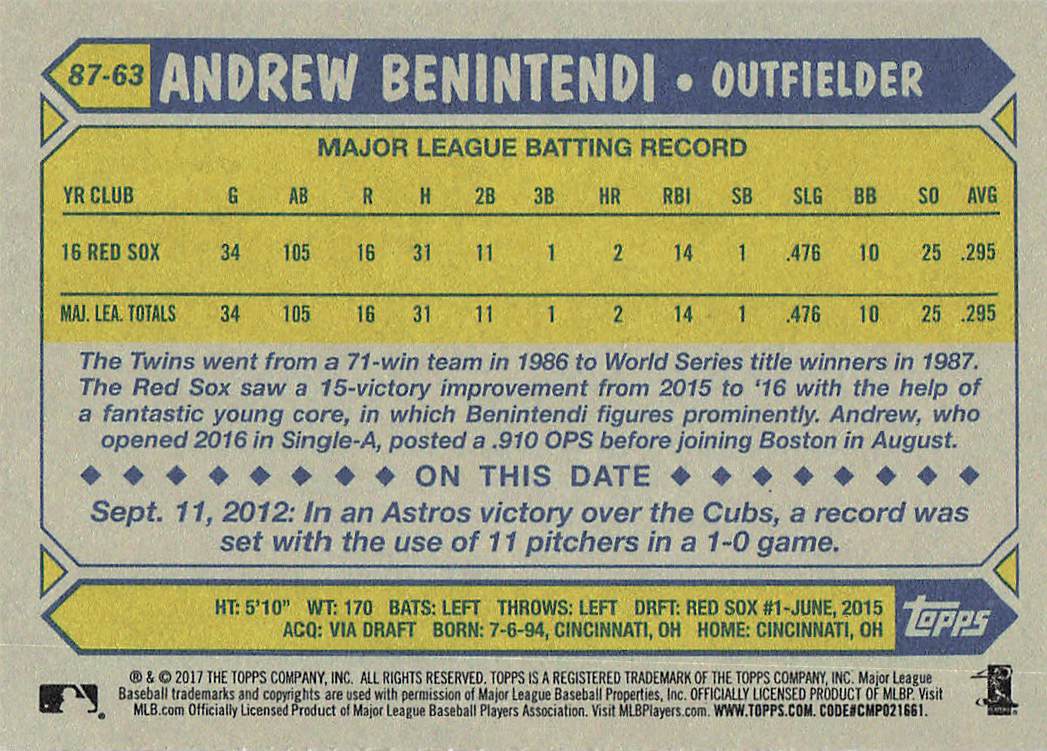 87-63 ANDREW BENINTENDI • OUTFIELDER
MAJOR LEAGUE BATTING RECORD
YR CLUB G AB R H 2B 3B HR RBI SB SLG BB SO AVG
16 RED SOX 34 105 16 31 11 1 2 14 1 .476 10 25 .295
MAJ. LEA. TOTALS 34 105 16 31 11 1 2 14 1 .476 10 25 .295
The Twins went from a 71-win team in 1986 to World Series title winners in 1987.
The Red Sox saw a 15-victory improvement from 2015 to ‘16 with the help of
a fantastic young core, in which Benintendi figures prominently. Andrew, who
opened 2016 in Single-A, posted a .910 OPS before joining Boston in August.
◆ ◆ ◆ ◆ ◆ ◆ ◆ ◆ ON THIS DATE ◆ ◆ ◆ ◆ ◆ ◆ ◆ ◆
Sept. 11, 2012: In an Astros victory over the Cubs, a record was
set with the use of 11 pitchers in a 1-0 game.
HT: 5'10" WT: 170 BATS: LEFT THROWS: LEFT DRFT: RED SOX #1-JUNE, 2015
ACQ: VIA DRAFT BORN: 7-6-94, CINCINNATI, OH HOME: CINCINNATI, OH
topps
® & © 2017 THE TOPPS COMPANY, INC. ALL RIGHTS RESERVED. TOPPS IS A REGISTERED TRADEMARK OF THE TOPPS COMPANY, INC. Major League
Baseball trademarks and copyrights are used with permission of Major League Baseball Properties, Inc. OFFICIALLY LICENSED PRODUCT OF MLBP. Visit
MLB.com Officially Licensed Product of Major League Baseball Players Association. Visit MLBPlayers.com. WWW.TOPPS.COM. CODE#CMP021661.